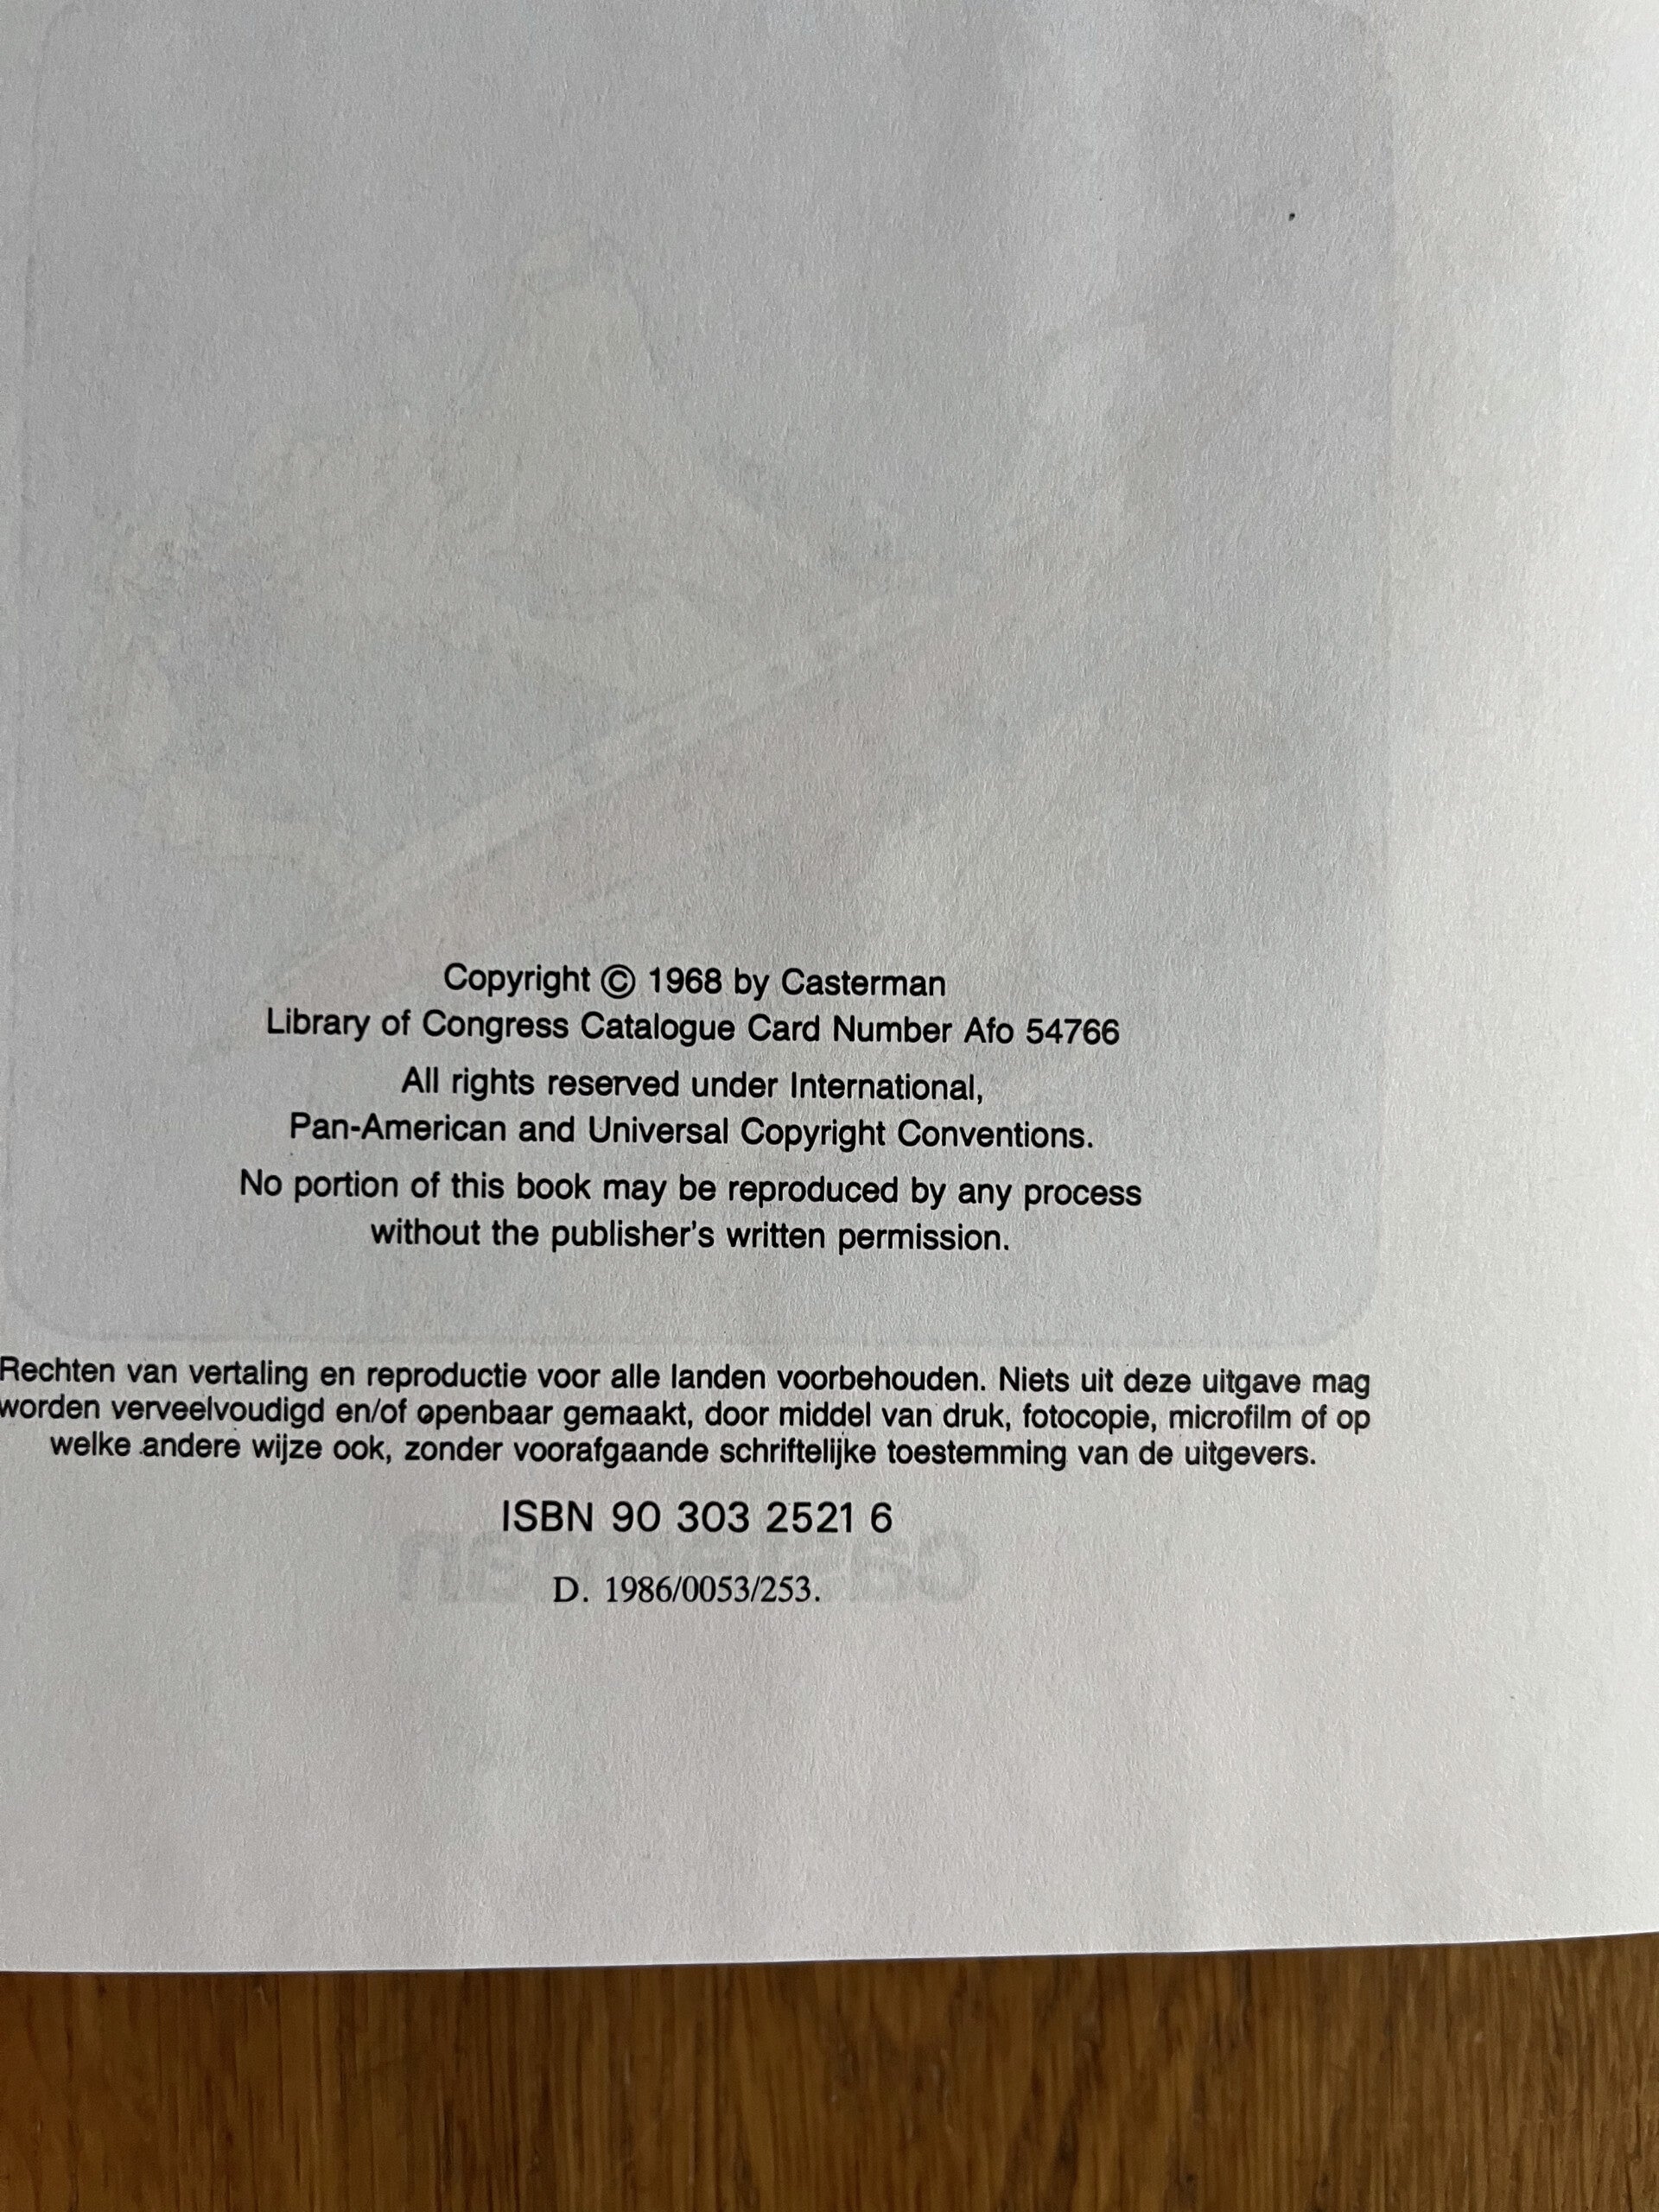 Copyright © 1968 by Casterman
Library of Congress Catalogue Card Number Afo 54766
All rights reserved under International,
Pan-American and Universal Copyright Conventions.
No portion of this book may be reproduced by any process
without the publisher's written permission.
Rechten van vertaling en reproductie voor alle landen voorbehouden. Niets uit deze uitgave mag
worden verveelvoudigd en/of openbaar gemaakt, door middel van druk, fotocopie, microfilm of op
welke andere wijze ook, zonder voorafgaande schriftelijke toestemming van de uitgevers.
ISBN 90 303 2521 6
D. 1986/0053/253.